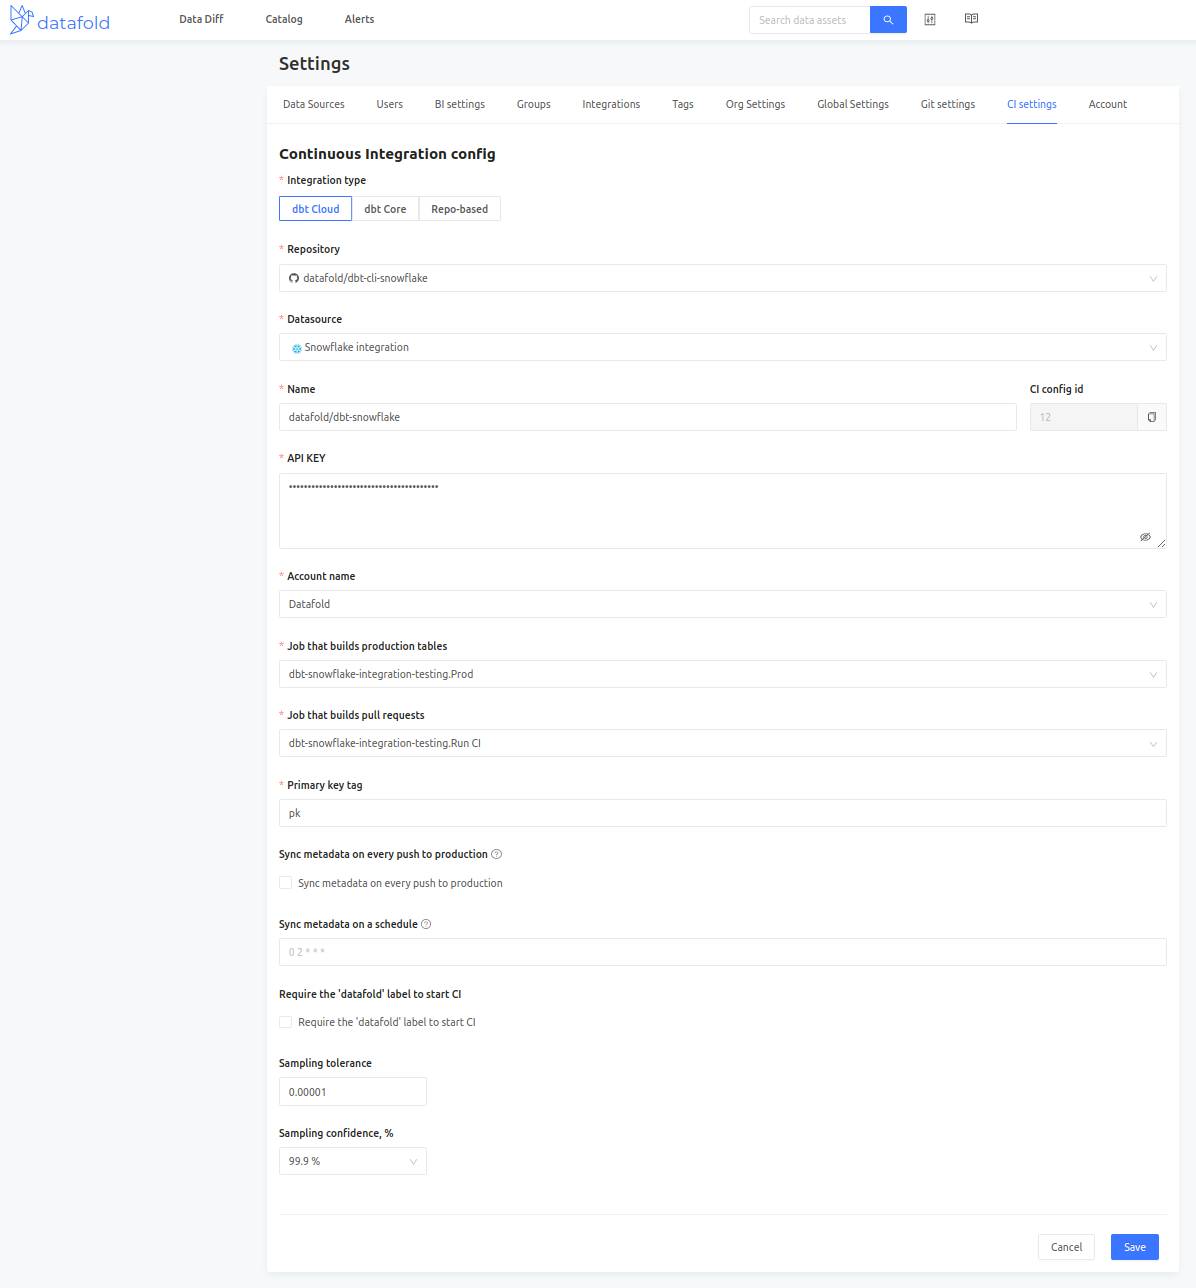 datafold Data Diff Catalog Alerts Search data assets
Settings
Data Sources Users BI settings Groups Integrations Tags Org Settings Global Settings Git settings CI settings Account
Continuous Integration config
* Integration type
dbt Cloud dbt Core Repo-based
* Repository
datafold/dbt-cli-snowflake
* Datasource
Snowflake integration
* Name CI config id
datafold/dbt-snowflake 12
* API KEY
* Account name
Datafold
* Job that builds production tables
dbt-snowflake-integration-testing.Prod
* Job that builds pull requests
dbt-snowflake-integration-testing.Run CI
* Primary key tag
pk
Sync metadata on every push to production
Sync metadata on every push to production
Sync metadata on a schedule
0 2 * * *
Require the 'datafold' label to start CI
Require the 'datafold' label to start CI
Sampling tolerance
0.00001
Sampling confidence, %
99.9 %
Cancel Save